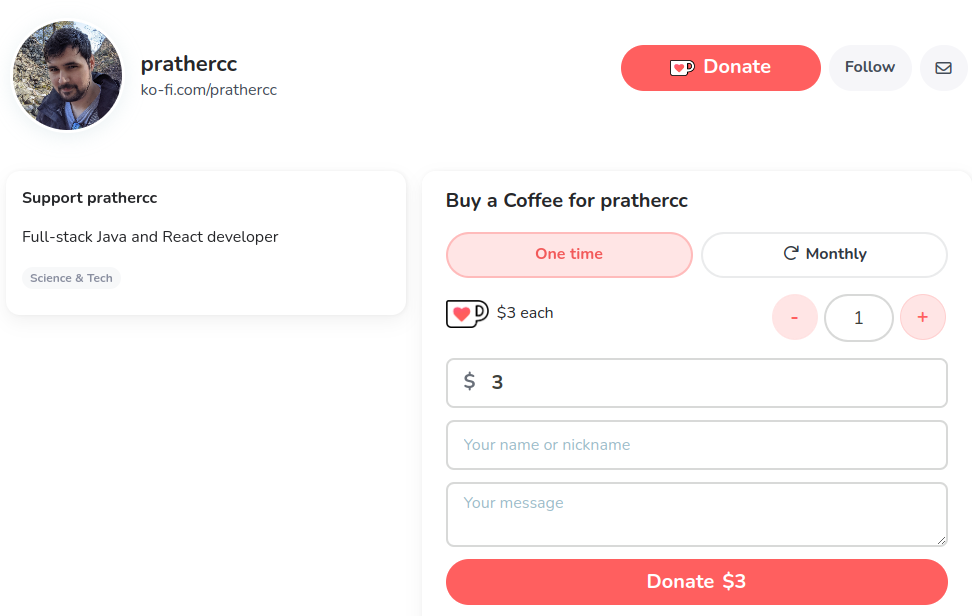 prathercc
ko-fi.com/prathercc
Donate
Follow
Support prathercc
Full-stack Java and React developer
Science & Tech
Buy a Coffee for prathercc
One time
Monthly
$3 each
-
1
+
$ 3
Your name or nickname
Your message
Donate $3